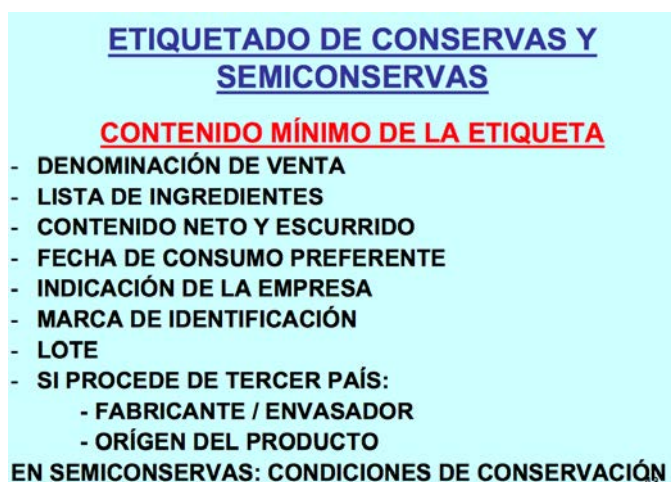 ETIQUETADO DE CONSERVAS Y
SEMICONSERVAS
CONTENIDO MÍNIMO DE LA ETIQUETA
- DENOMINACIÓN DE VENTA
- LISTA DE INGREDIENTES
- CONTENIDO NETO Y ESCURRIDO
- FECHA DE CONSUMO PREFERENTE
- INDICACIÓN DE LA EMPRESA
- MARCA DE IDENTIFICACIÓN
- LOTE
- SI PROCEDE DE TERCER PAÍS:
- FABRICANTE / ENVASADOR
- ORÍGEN DEL PRODUCTO
EN SEMICONSERVAS: CONDICIONES DE CONSERVACIÓN